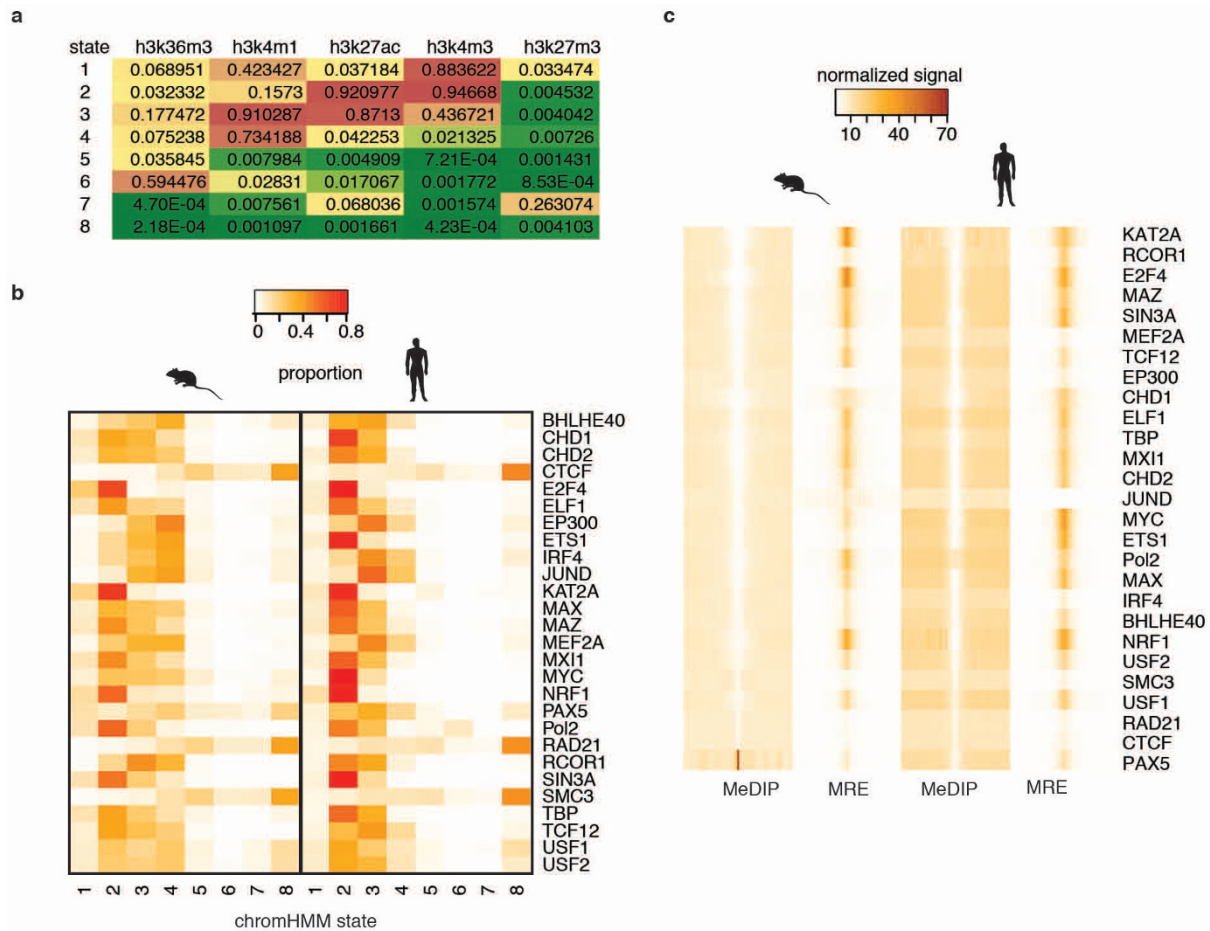 a
state h3k36m3 h3k4m1 h3k27ac h3k4m3 h3k27m3
1 0.068951 0.423427 0.037184 0.883622 0.033474
2 0.032332 0.1573 0.920977 0.94668 0.004532
3 0.177472 0.910287 0.8713 0.436721 0.004042
4 0.075238 0.734188 0.042253 0.021325 0.00726
5 0.035845 0.007984 0.004909 7.21E-04 0.001431
6 0.594476 0.02831 0.017067 0.001772 8.53E-04
7 4.70E-04 0.007561 0.068036 0.001574 0.263074
8 2.18E-04 0.001097 0.001661 4.23E-04 0.004103
b
0 0.4 0.8
proportion
BHLHE40
CHD1
CHD2
CTCF
E2F4
ELF1
EP300
ETS1
IRF4
JUND
KAT2A
MAX
MAZ
MEF2A
MXI1
MYC
NRF1
PAX5
Pol2
RAD21
RCOR1
SIN3A
SMC3
TBP
TCF12
USF1
USF2
1 2 3 4 5 6 7 8 1 2 3 4 5 6 7 8
chromHMM state
c
normalized signal
10 40 70
KAT2A
RCOR1
E2F4
MAZ
SIN3A
MEF2A
TCF12
EP300
CHD1
ELF1
TBP
MXI1
CHD2
JUND
MYC
ETS1
Pol2
MAX
IRF4
BHLHE40
NRF1
USF2
SMC3
USF1
RAD21
CTCF
PAX5
MeDIP MRE MeDIP MRE